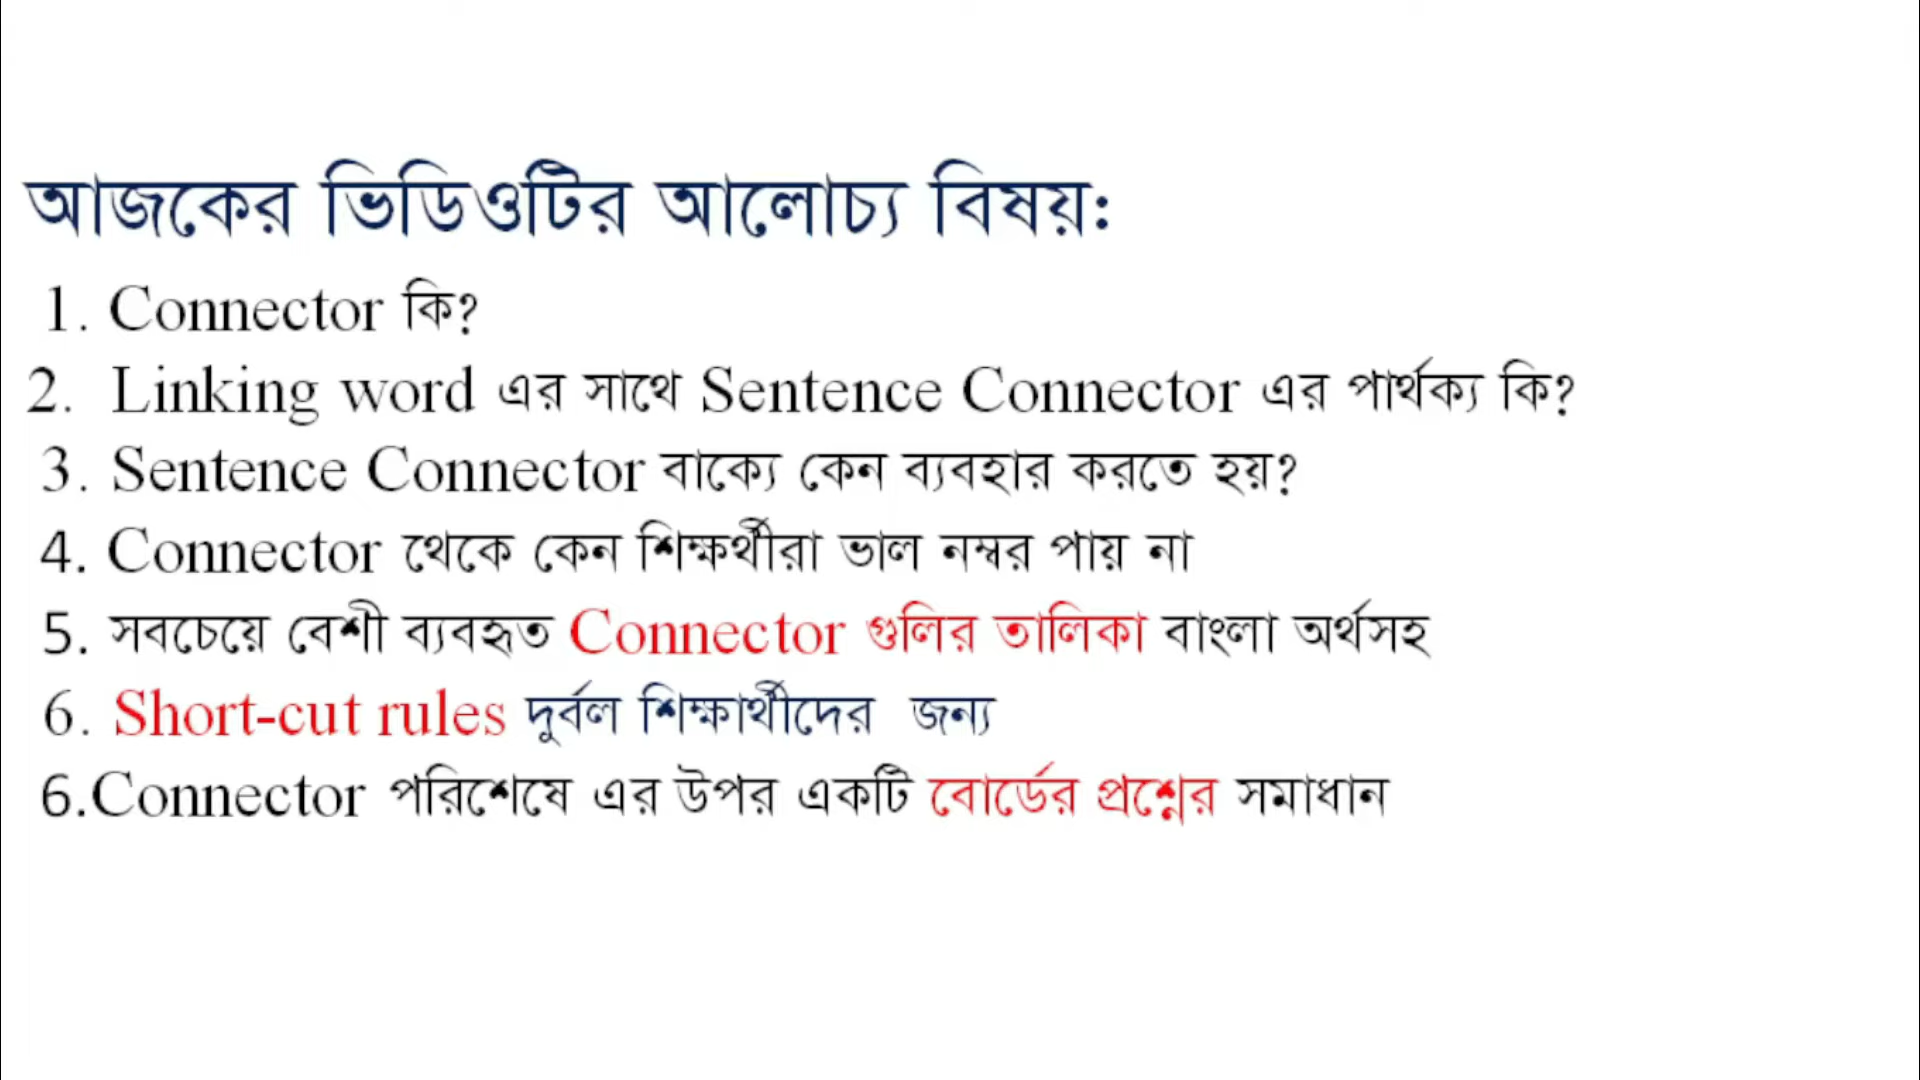 আজকের ভিডিওটির আলোচ্য বিষয়:
1. Connector কি?
2. Linking word এর সাথে Sentence Connector এর পার্থক্য কি?
3. Sentence Connector বাক্যে কেন ব্যবহার করতে হয়?
4. Connector থেকে কেন শিক্ষর্থীরা ভাল নম্বর পায় না
5. সবচেয়ে বেশী ব্যবহৃত Connector গুলির তালিকা বাংলা অর্থসহ
6. Short-cut rules দুর্বল শিক্ষার্থীদের জন্য
6.Connector পরিশেষে এর উপর একটি বোর্ডের প্রশ্নের সমাধান